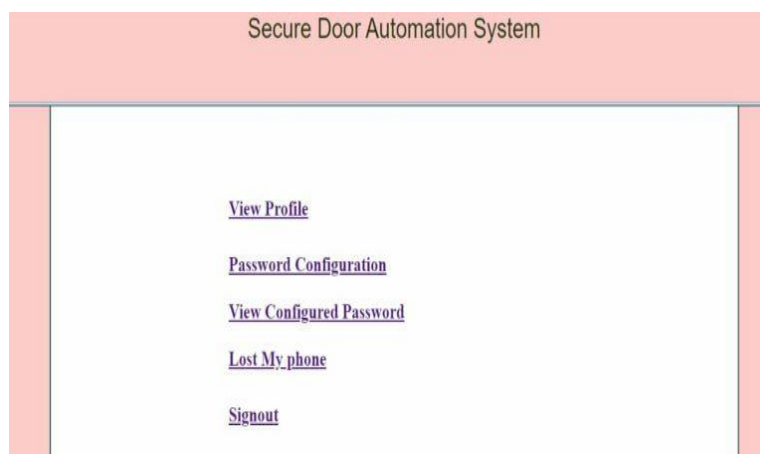 Secure Door Automation System
View Profile
Password Configuration
View Configured Password
Lost My phone
Signout